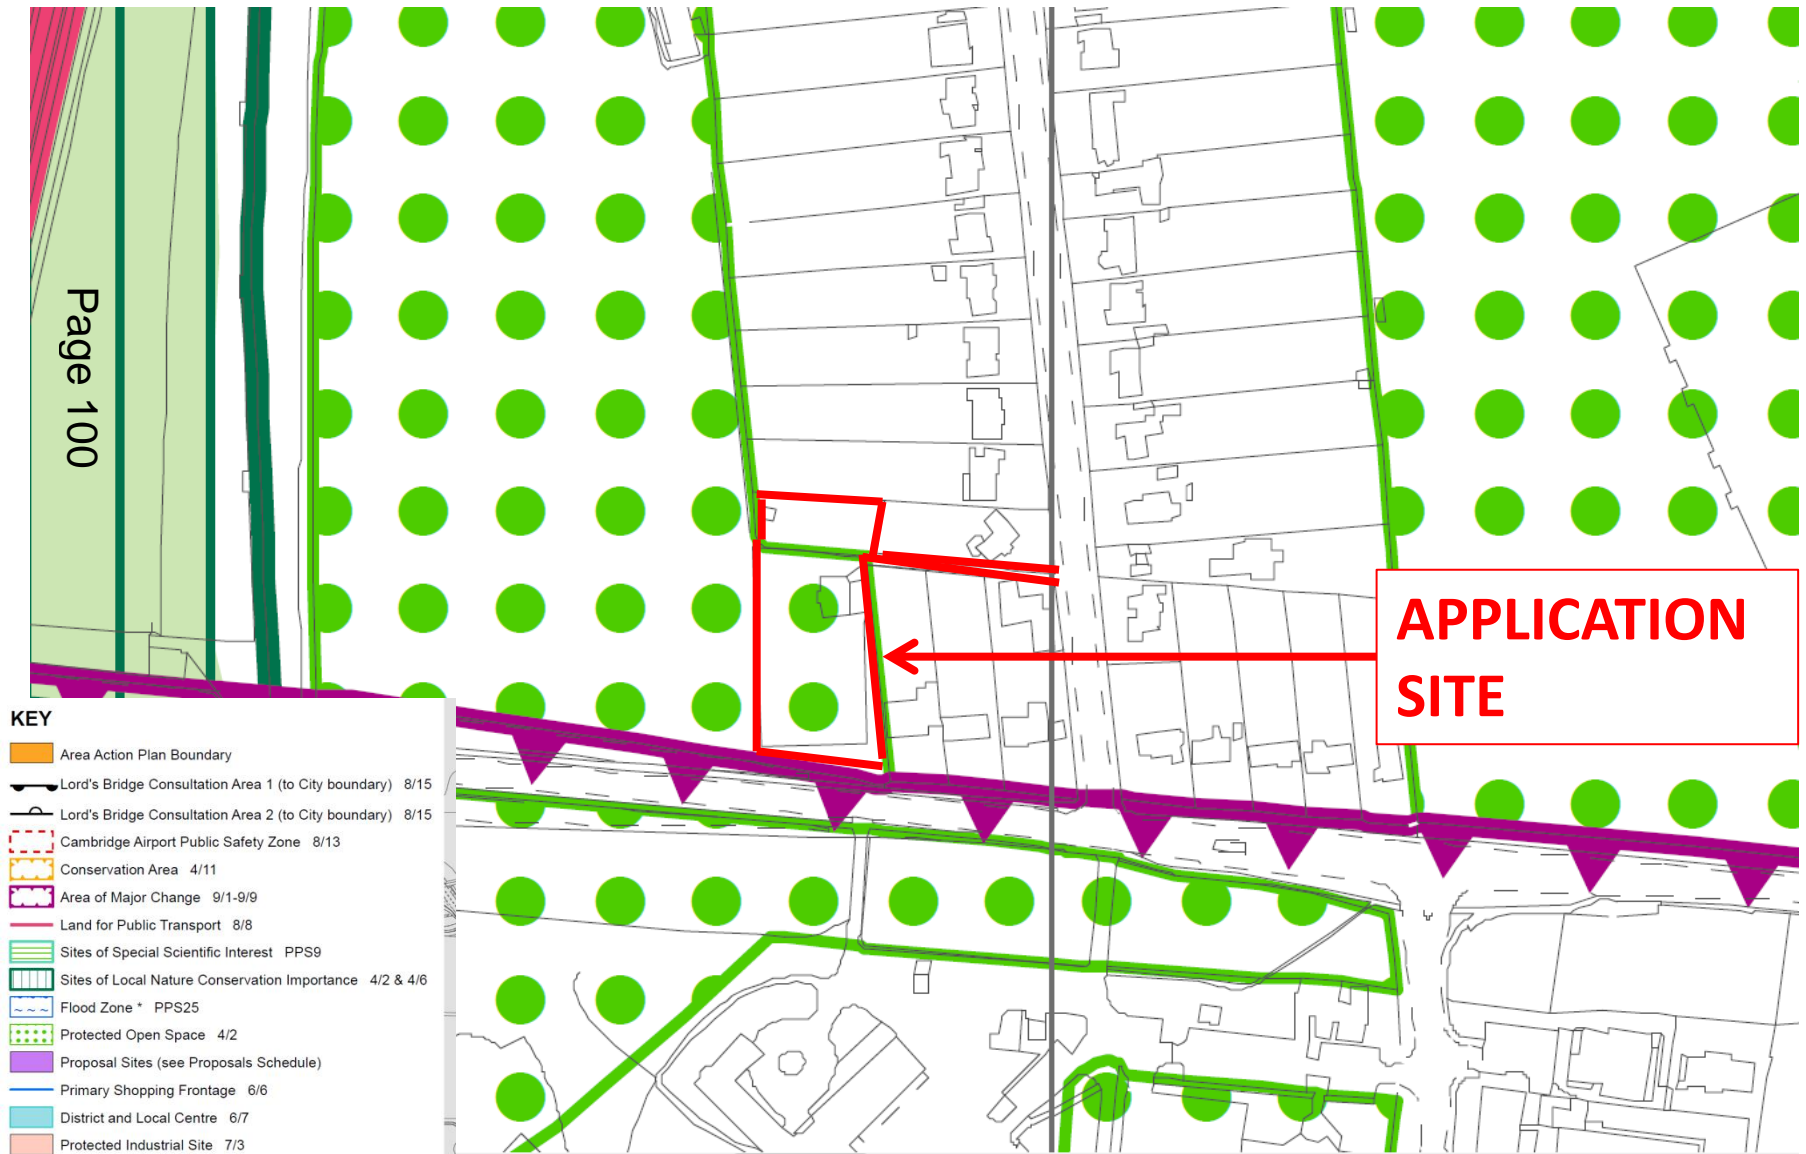 Page 100
APPLICATION
SITE
KEY
Area Action Plan Boundary
Lord's Bridge Consultation Area 1 (to City boundary) 8/15
Lord's Bridge Consultation Area 2 (to City boundary) 8/15
Cambridge Airport Public Safety Zone 8/13
Conservation Area 4/11
Area of Major Change 9/1-9/9
Land for Public Transport 8/8
Sites of Special Scientific Interest PPS9
Sites of Local Nature Conservation Importance 4/2 & 4/6
Flood Zone * PPS25
Protected Open Space 4/2
Proposal Sites (see Proposals Schedule)
Primary Shopping Frontage 6/6
District and Local Centre 6/7
Protected Industrial Site 7/3